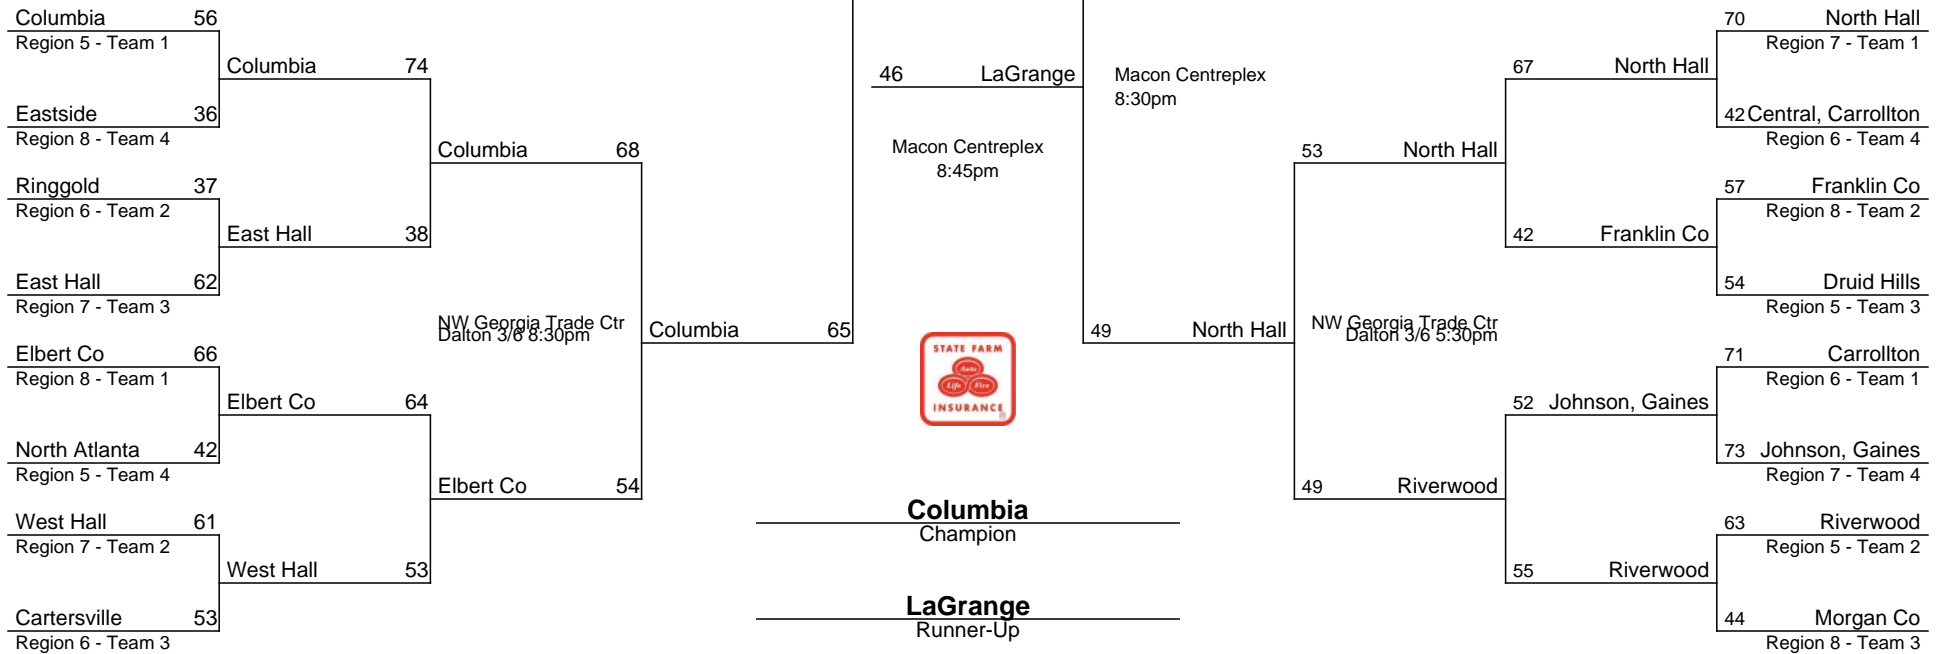 Columbia 56
Region 5 - Team 1
Columbia 74
Eastside 36
Region 8 - Team 4
Columbia 68
Ringgold 37
Region 6 - Team 2
East Hall 38
East Hall 62
Region 7 - Team 3
NW Georgia Trade Ctr
Dalton 3/6 8:30pm
Columbia 65
Elbert Co 66
Region 8 - Team 1
Elbert Co 64
North Atlanta 42
Region 5 - Team 4
Elbert Co 54
West Hall 61
Region 7 - Team 2
West Hall 53
Cartersville 53
Region 6 - Team 3
46 LaGrange
Macon Centreplex
8:30pm
Macon Centreplex
8:45pm
STATE FARM
Auto
Life Fire
INSURANCE
®
Columbia
Champion
LaGrange
Runner-Up
70 North Hall
Region 7 - Team 1
67 North Hall
42 Central, Carrollton
Region 6 - Team 4
53 North Hall
57 Franklin Co
Region 8 - Team 2
42 Franklin Co
54 Druid Hills
Region 5 - Team 3
49 North Hall
NW Georgia Trade Ctr
Dalton 3/6 5:30pm
71 Carrollton
Region 6 - Team 1
52 Johnson, Gaines
73 Johnson, Gaines
Region 7 - Team 4
49 Riverwood
63 Riverwood
Region 5 - Team 2
55 Riverwood
44 Morgan Co
Region 8 - Team 3